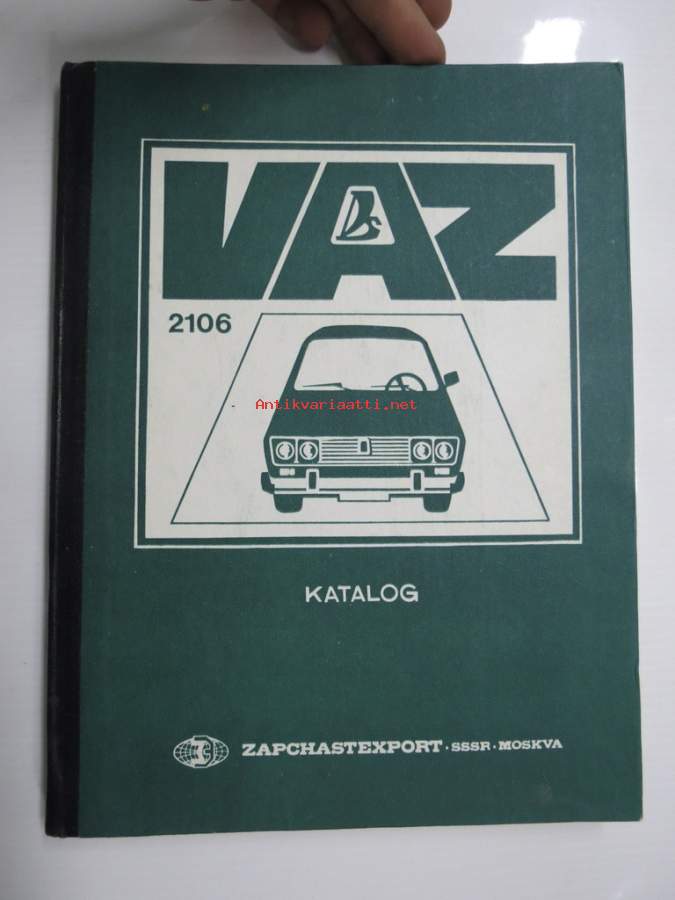 VAZ
2106
Antikvariaatti.net
KATALOG
ZAPCHASTEXPORT · SSSR · MOSKVA